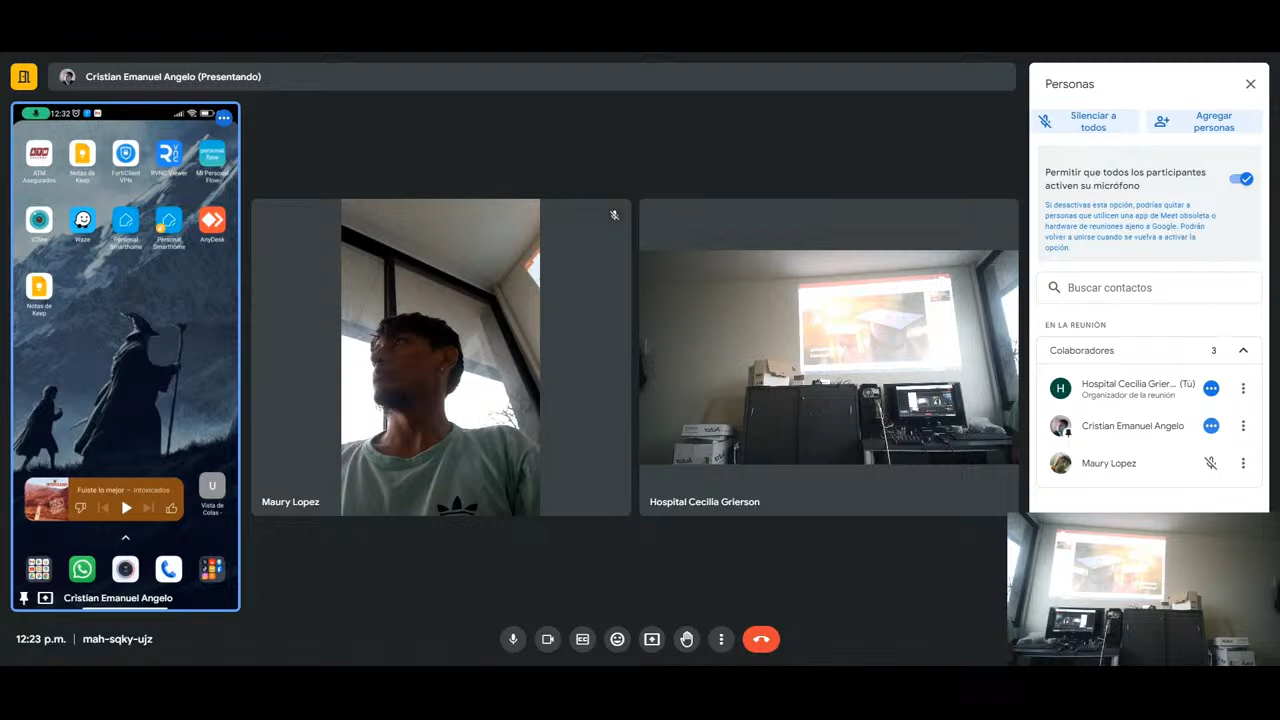 Cristian Emanuel Angelo (Presentando)
12:32
ATM
Asegurados
Notas de
Keep
FortiClient
VPN
RVNC Viewer
personal
flow
Mi Personal
Flow
Waze
Personal
Smarthome
Personal
Smarthome
AnyDesk
Notas de
Keep
Fuiste lo mejor – Intoxicados
U
Vista de
Colas -
Cristian Emanuel Angelo
Maury Lopez
Hospital Cecilia Grierson
12:23 p.m. | mah-sqky-ujz
Personas
Silenciar a
todos
Agregar
personas
Permitir que todos los participantes
activen su micrófono
Si desactivas esta opción, podrías quitar a
personas que utilicen una app de Meet obsoleta o
hardware de reuniones ajeno a Google. Podrán
volver a unirse cuando se vuelva a activar la
opción.
Buscar contactos
EN LA REUNIÓN
Colaboradores 3
H
Hospital Cecilia Grier... (Tú)
Organizador de la reunión
Cristian Emanuel Angelo
Maury Lopez